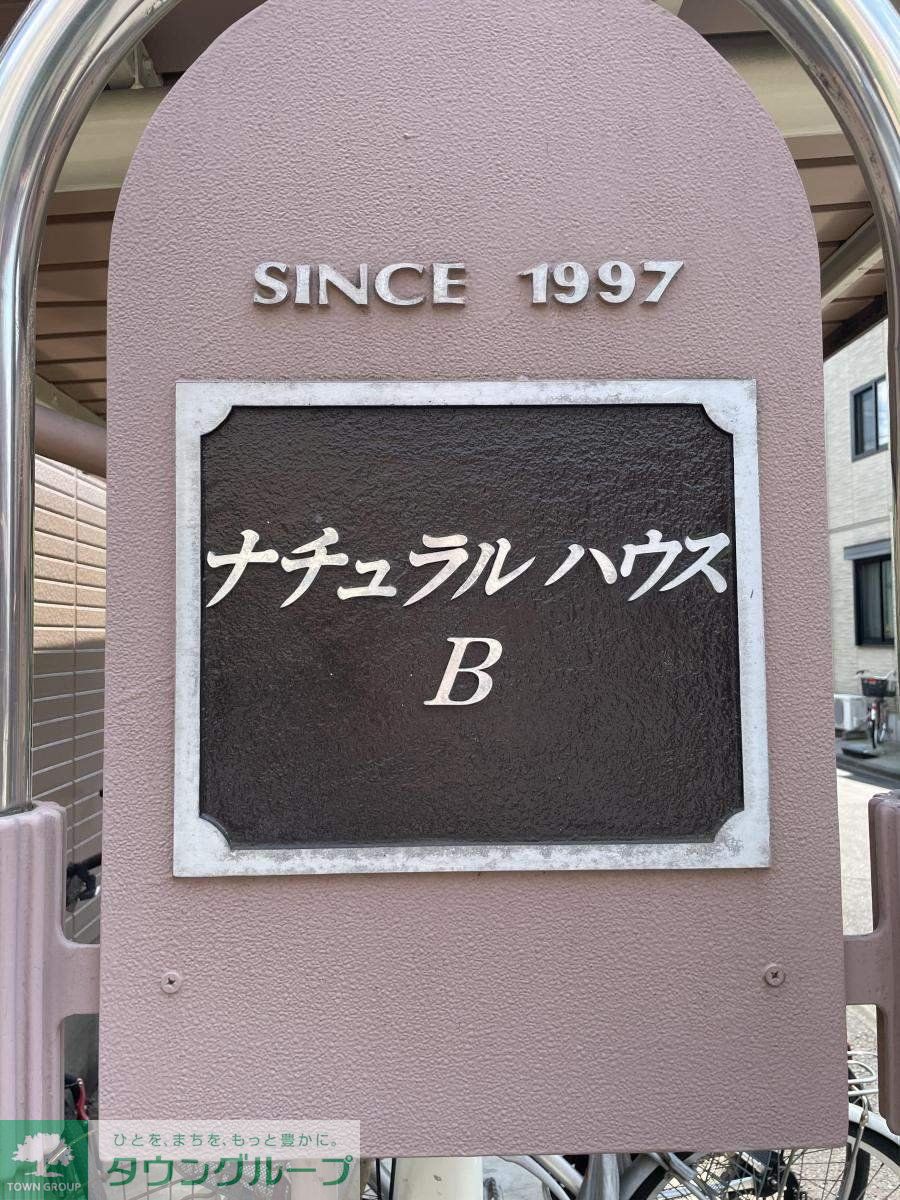 SINCE 1997
ナチュラル ハウス
B
ひとを、まちを、もっと豊かに。
タウングループ
TOWN GROUP